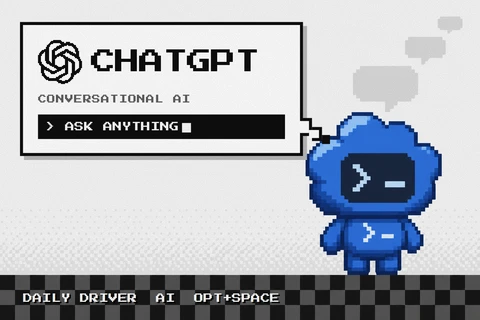 CHATGPT
CONVERSATIONAL AI
> ASK ANYTHING
>_
>_
DAILY DRIVER AI OPT+SPACE